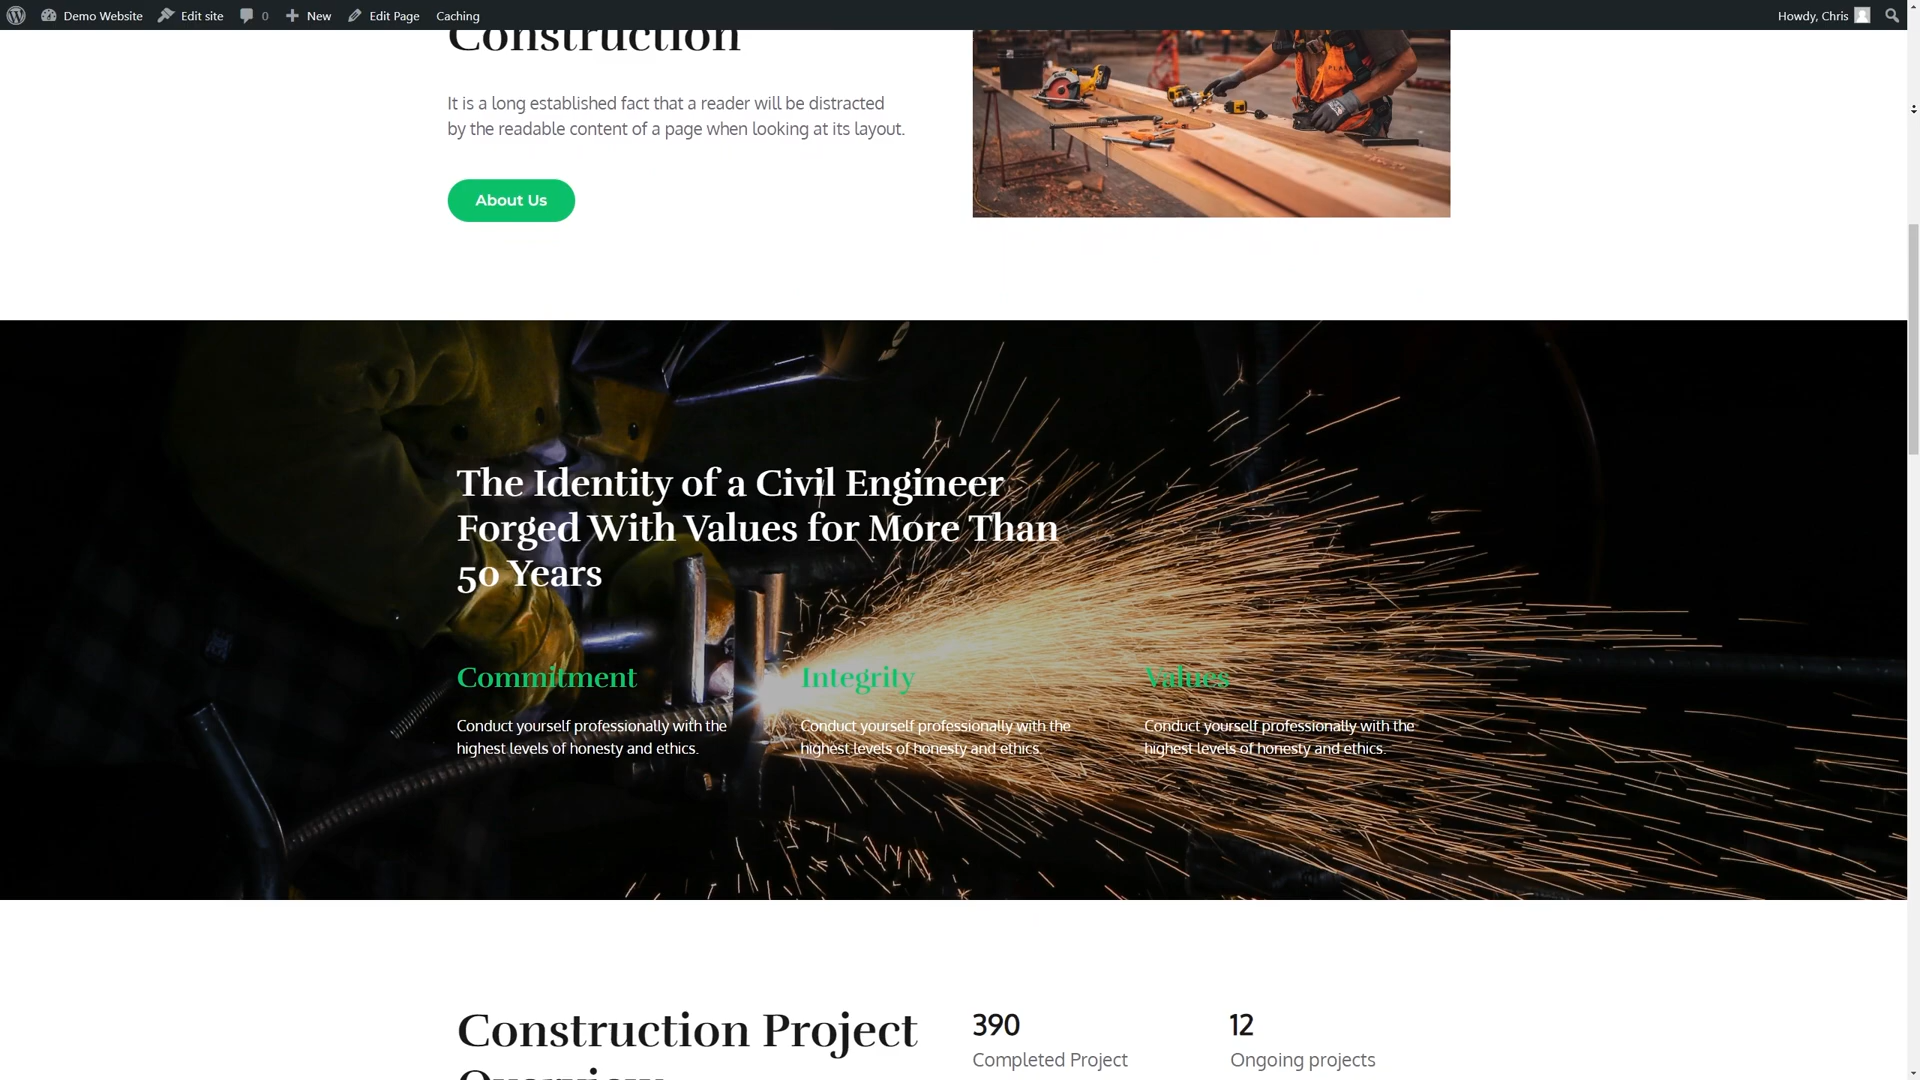 Demo Website Edit site 0 New Edit Page Caching Howdy, Chris
Construction
It is a long established fact that a reader will be distracted
by the readable content of a page when looking at its layout.
About Us
The Identity of a Civil Engineer
Forged With Values for More Than
50 Years
Commitment
Conduct yourself professionally with the
highest levels of honesty and ethics.
Integrity
Conduct yourself professionally with the
highest levels of honesty and ethics.
Values
Conduct yourself professionally with the
highest levels of honesty and ethics.
Construction Project
Overview
390
Completed Project
12
Ongoing projects